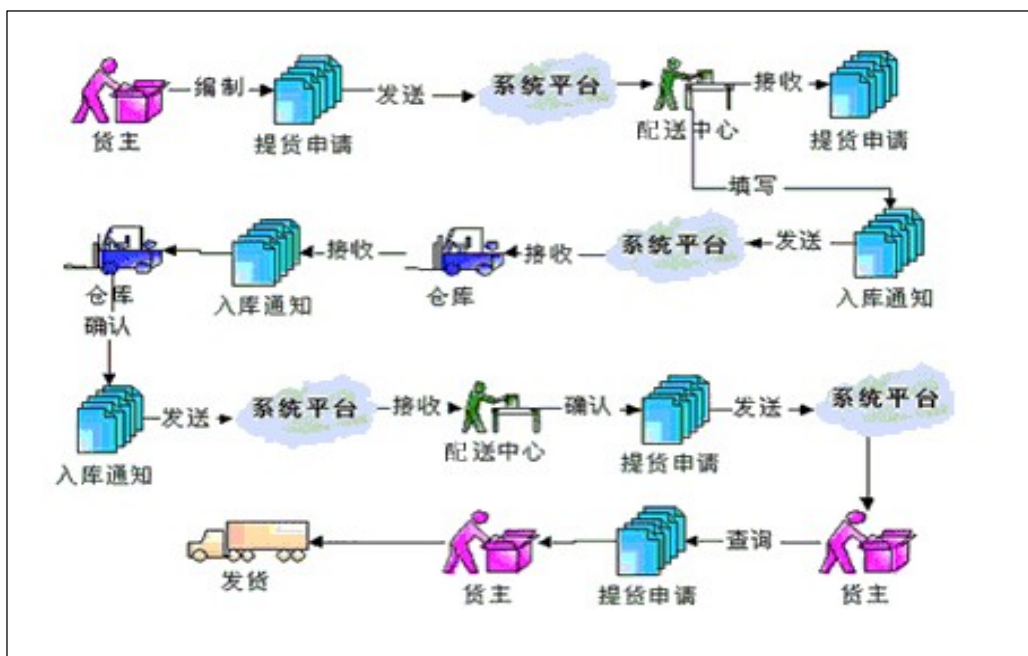 编制
发送
系统平台
接收
货主
提货申请
配送中心
提货申请
填写
接收
接收
系统平台
发送
仓库
入库通知
仓库
入库通知
确认
发送
系统平台
接收
确认
发送
系统平台
入库通知
配送中心
提货申请
查询
发货
货主
提货申请
货主